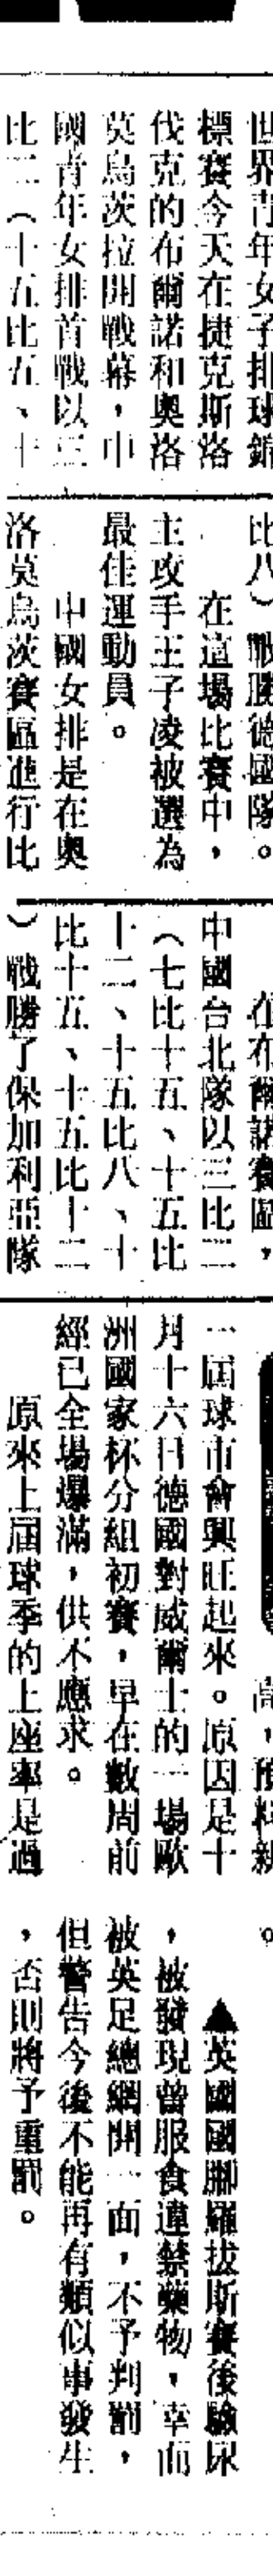 世界青年女子排球錦
標賽今天在捷克斯洛
伐克的布爾諾和奧洛
莫烏茨拉開戰幕，中
國青年女排首戰以三
比二（十五比五、十
比八）戰勝德國隊。
在這場比賽中，
主攻手王子凌被選為
最佳運動員。
中國女排是在奧
洛莫烏茨賽區進行比
在布爾諾賽區，
中國台北隊以三比二
（七比十五、十五比
十二、十五比八、十
比十五、十五比十三
）戰勝了保加利亞隊
高，預料新
一屆球市會興旺起來。原因是十
月十六日德國對威爾士的一場歐
洲國家杯分組初賽，早在數周前
經已全場爆滿，供不應求。
原來上屆球季的上座率是過
。
▲英國國腳羅拔斯賽後驗尿
，被發現曾服食違禁藥物，幸而
被英足總網開一面，不予判罰，
但警告今後不能再有類似事發生
，否則將予重罰。